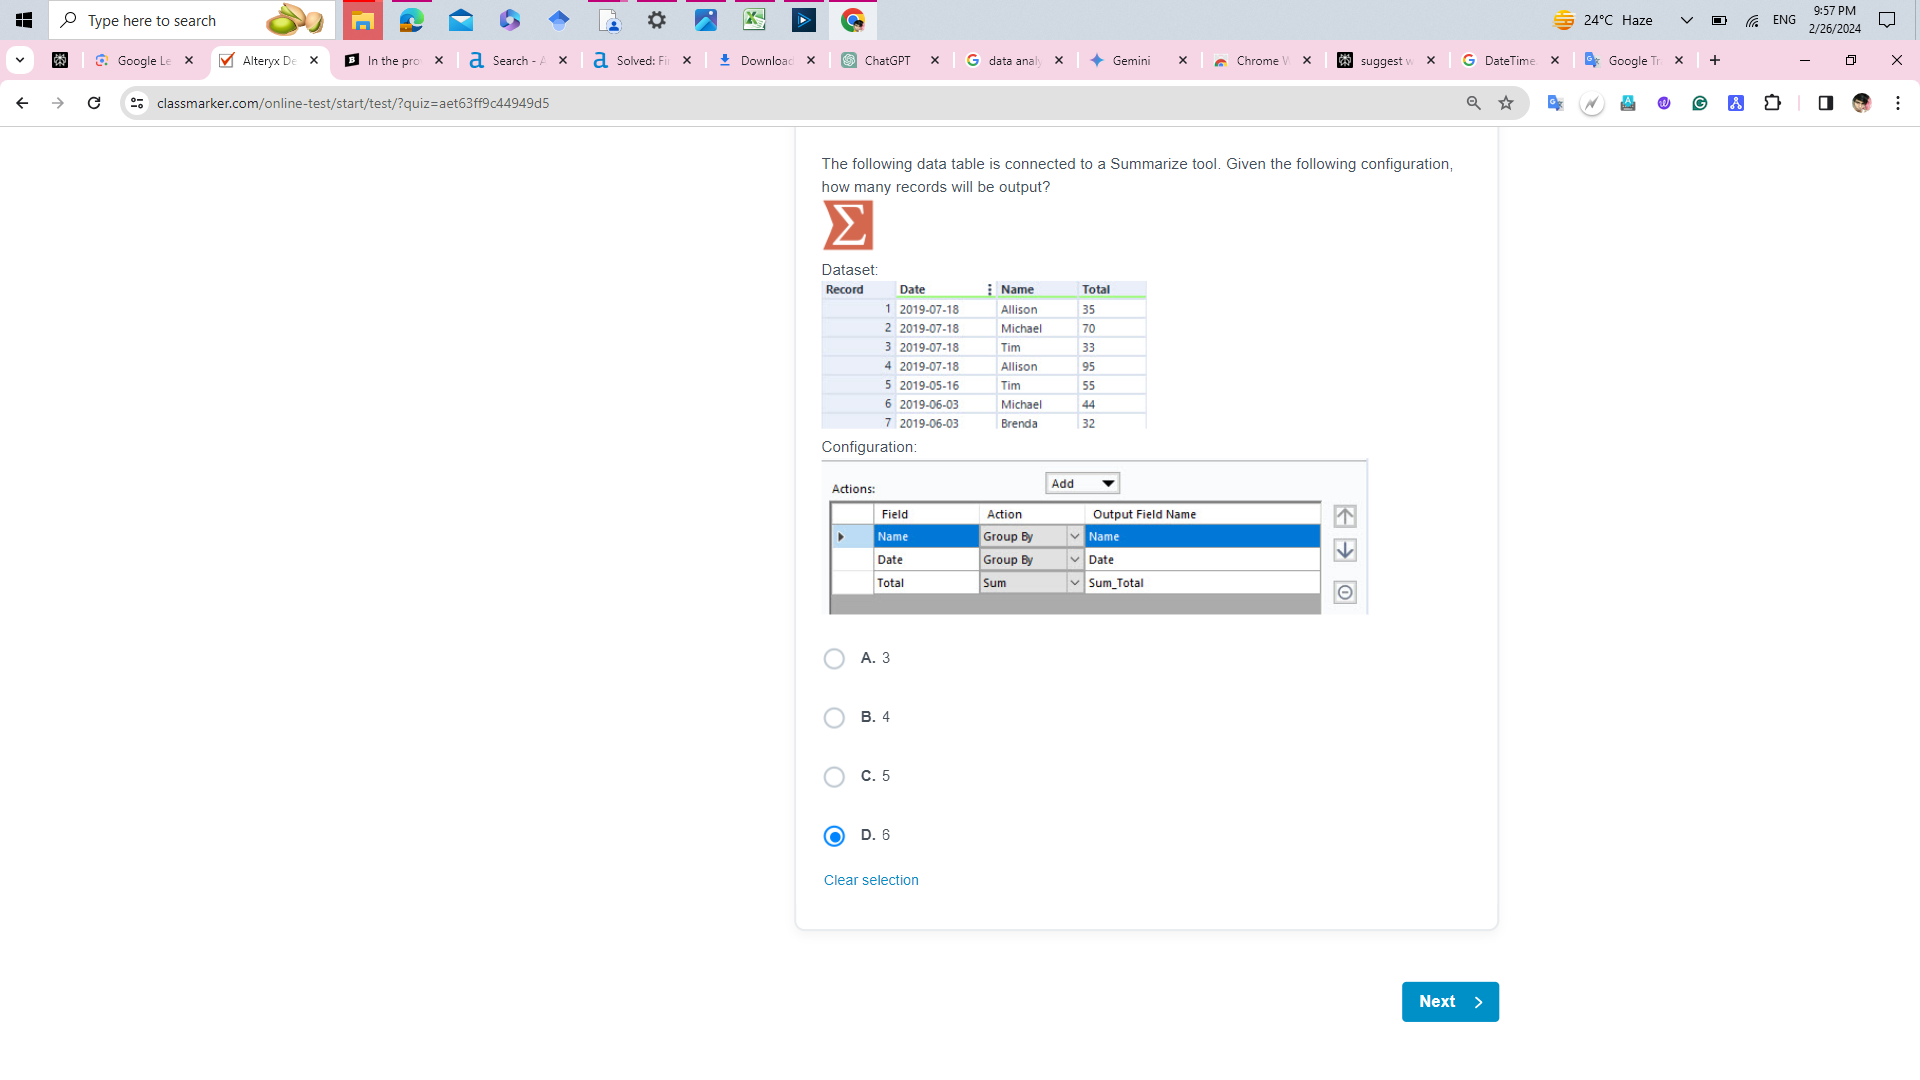 Type here to search
24°C Haze
ENG
9:57 PM
2/26/2024
Google Le
Alteryx De
In the pro
Search - A
Solved: Fi
Download
ChatGPT
data analy
Gemini
Chrome W
suggest w
DateTime
Google Tr
classmarker.com/online-test/start/test/?quiz=aet63ff9c44949d5
The following data table is connected to a Summarize tool. Given the following configuration,
how many records will be output?
Dataset:
Record Date Name Total
1 2019-07-18 Allison 35
2 2019-07-18 Michael 70
3 2019-07-18 Tim 33
4 2019-07-18 Allison 95
5 2019-05-16 Tim 55
6 2019-06-03 Michael 44
7 2019-06-03 Brenda 32
Configuration:
Add
Actions:
Field Action Output Field Name
Name Group By Name
Date Group By Date
Total Sum Sum_Total
A. 3
B. 4
C. 5
D. 6
Clear selection
Next